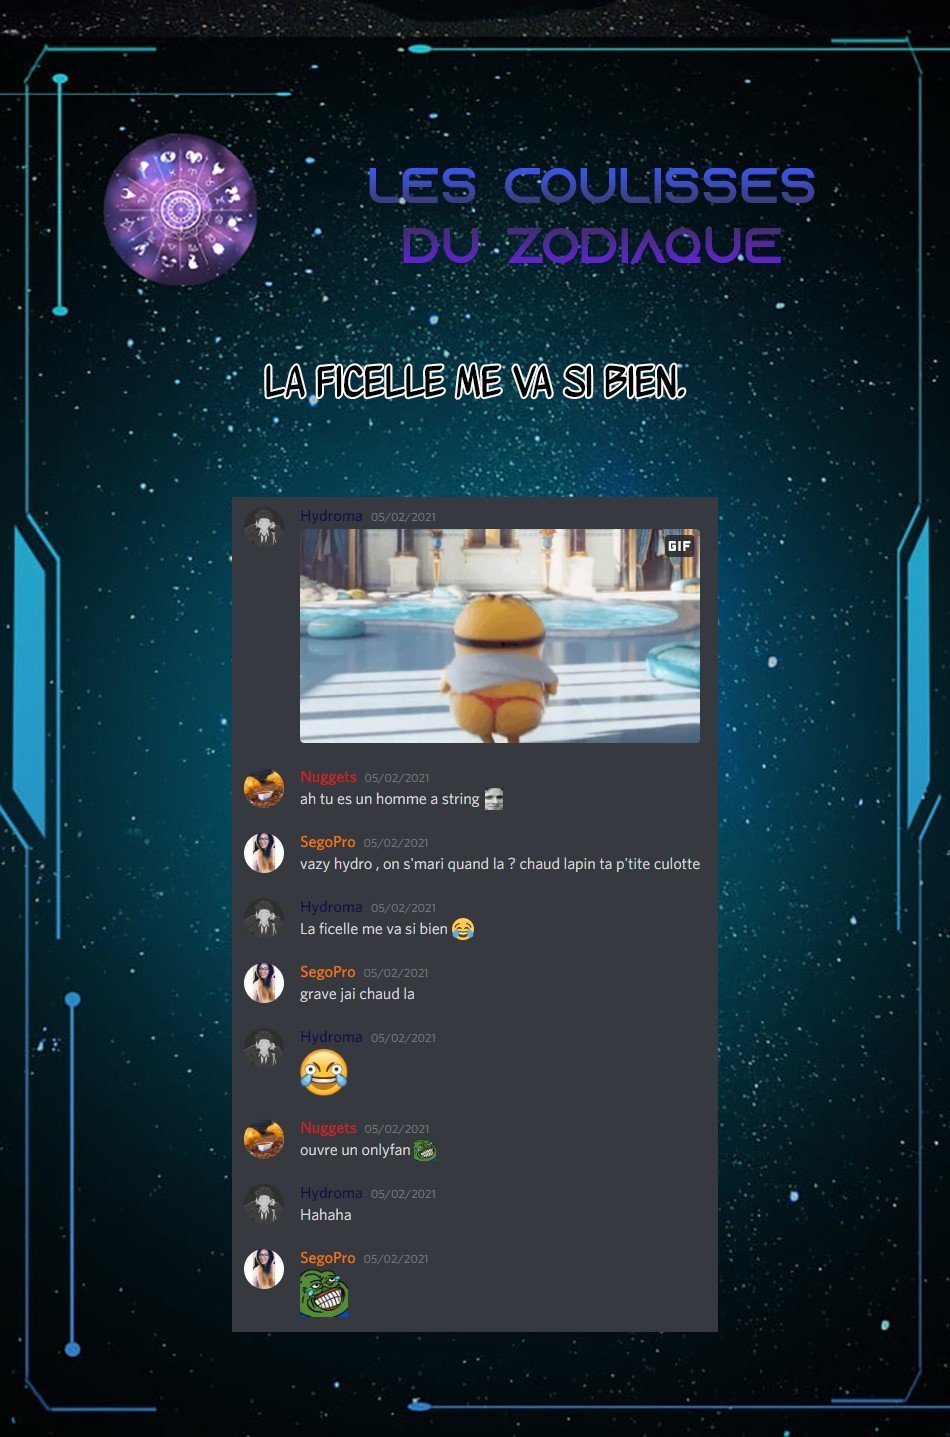 LES COULISSES
DU ZODIAQUE
LA FICELLE ME VA SI BIEN.
Hydroma 05/02/2021
GIF
Nuggets 05/02/2021
ah tu es un homme a string
SegoPro 05/02/2021
vazy hydro , on s'mari quand la ? chaud lapin ta p'tite culotte
Hydroma 05/02/2021
La ficelle me va si bien 😂
SegoPro 05/02/2021
grave jai chaud la
Hydroma 05/02/2021
Nuggets 05/02/2021
ouvre un onlyfan
Hydroma 05/02/2021
Hahaha
SegoPro 05/02/2021